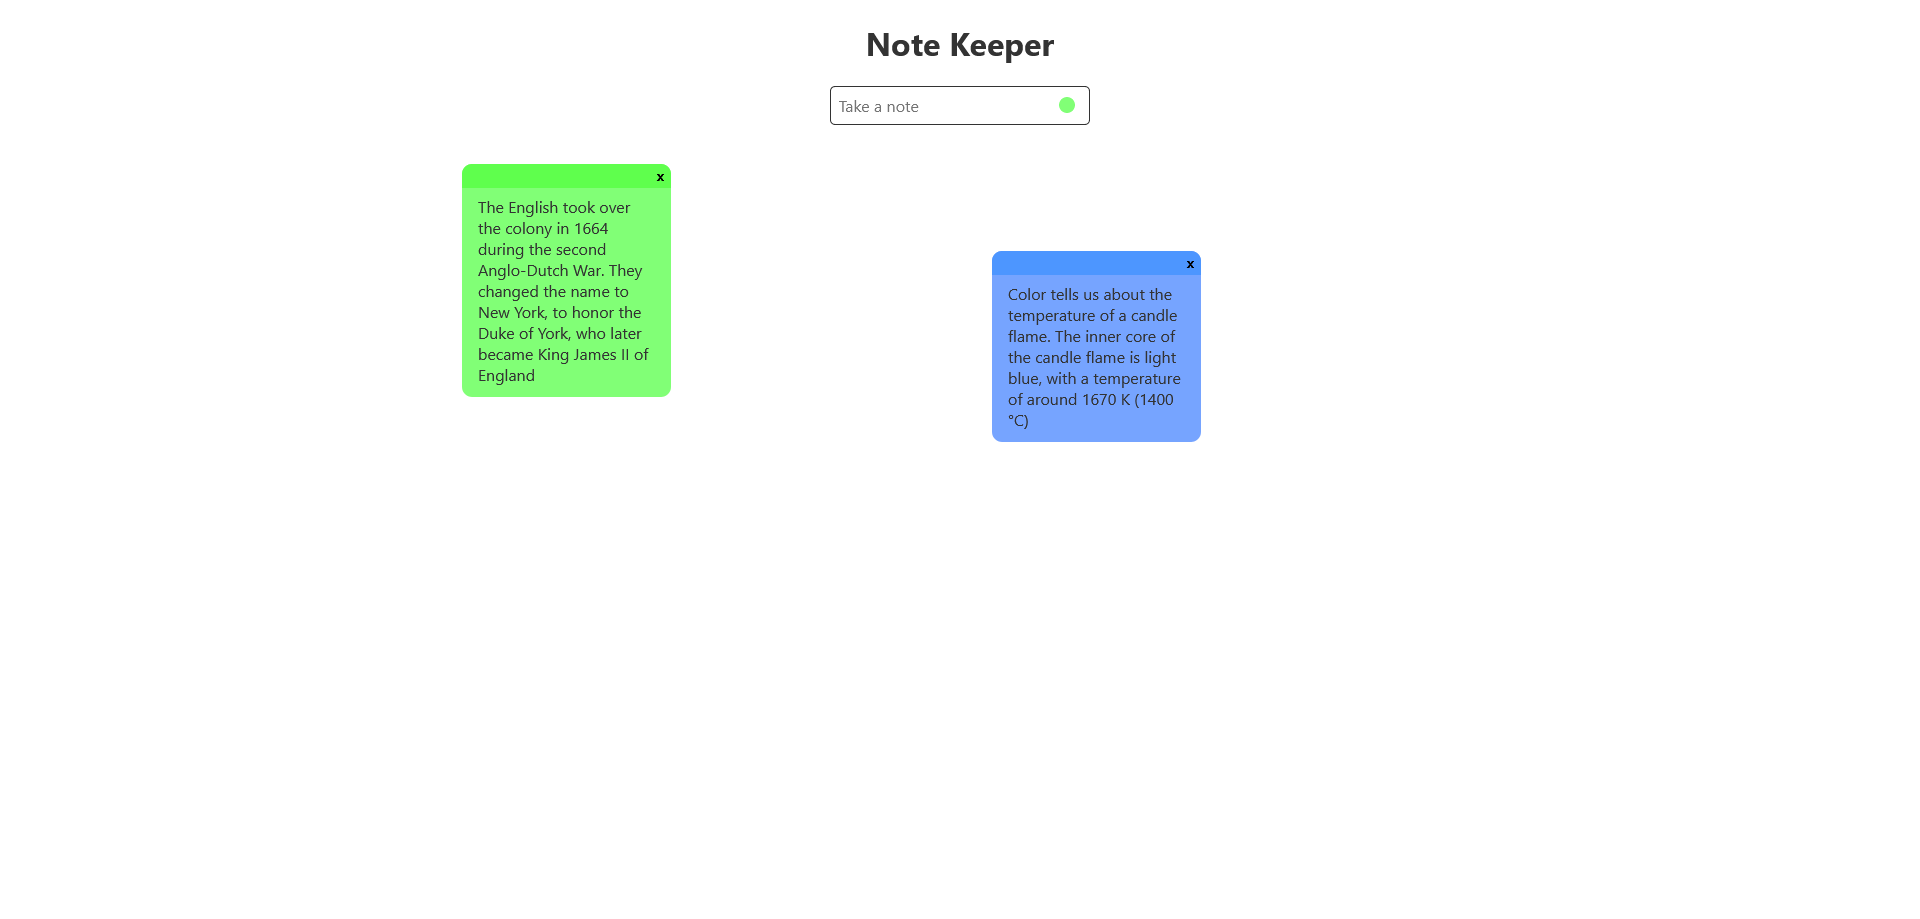 Note Keeper
Take a note
x
The English took over
the colony in 1664
during the second
Anglo-Dutch War. They
changed the name to
New York, to honor the
Duke of York, who later
became King James II of
England
x
Color tells us about the
temperature of a candle
flame. The inner core of
the candle flame is light
blue, with a temperature
of around 1670 K (1400
°C)